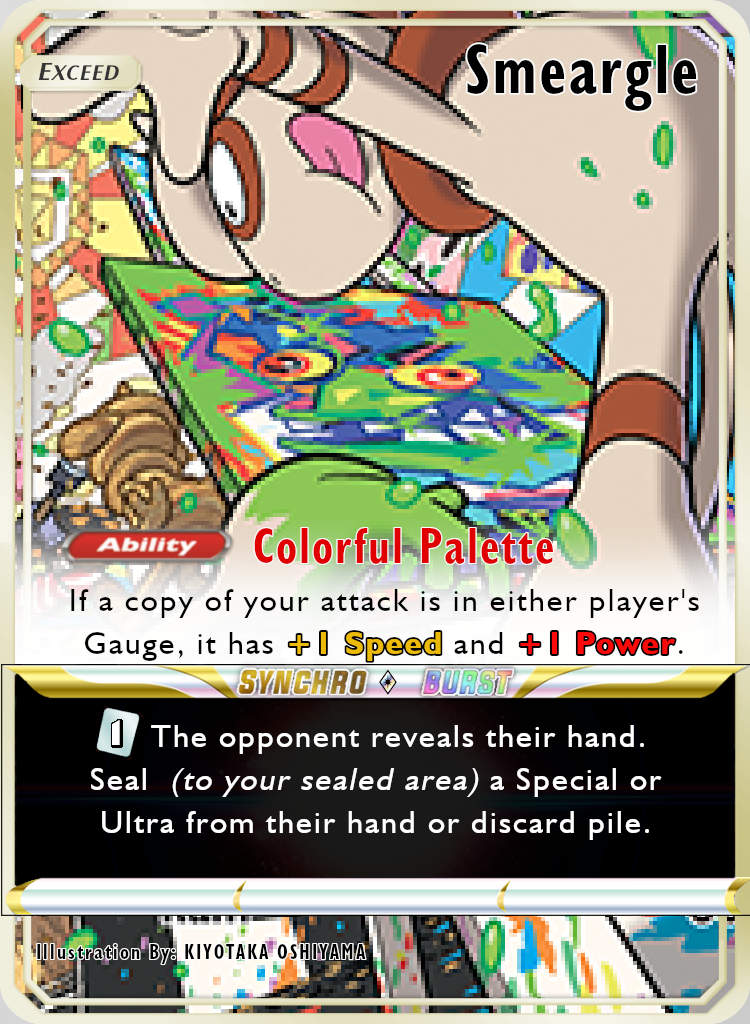 EXCEED
Smeargle
Ability Colorful Palette
If a copy of your attack is in either player's
Gauge, it has +1 Speed and +1 Power.
SYNCHRO BURST
1 The opponent reveals their hand.
Seal (to your sealed area) a Special or
Ultra from their hand or discard pile.
Illustration By: KIYOTAKA OSHIYAMA